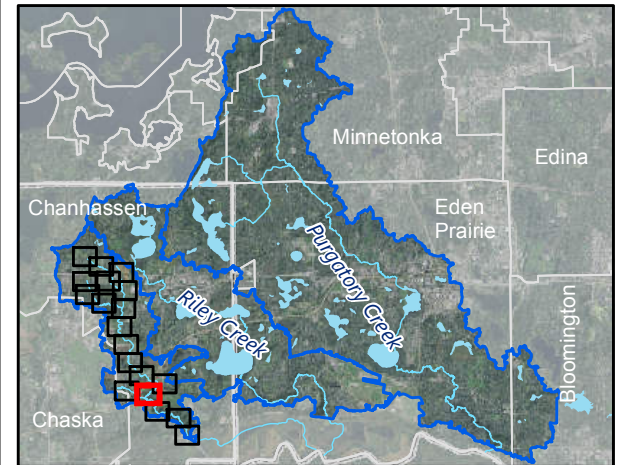 Minnetonka
Edina
Chanhassen
Eden
Prairie
Purgatory Creek
Riley Creek
Bloomington
Chaska